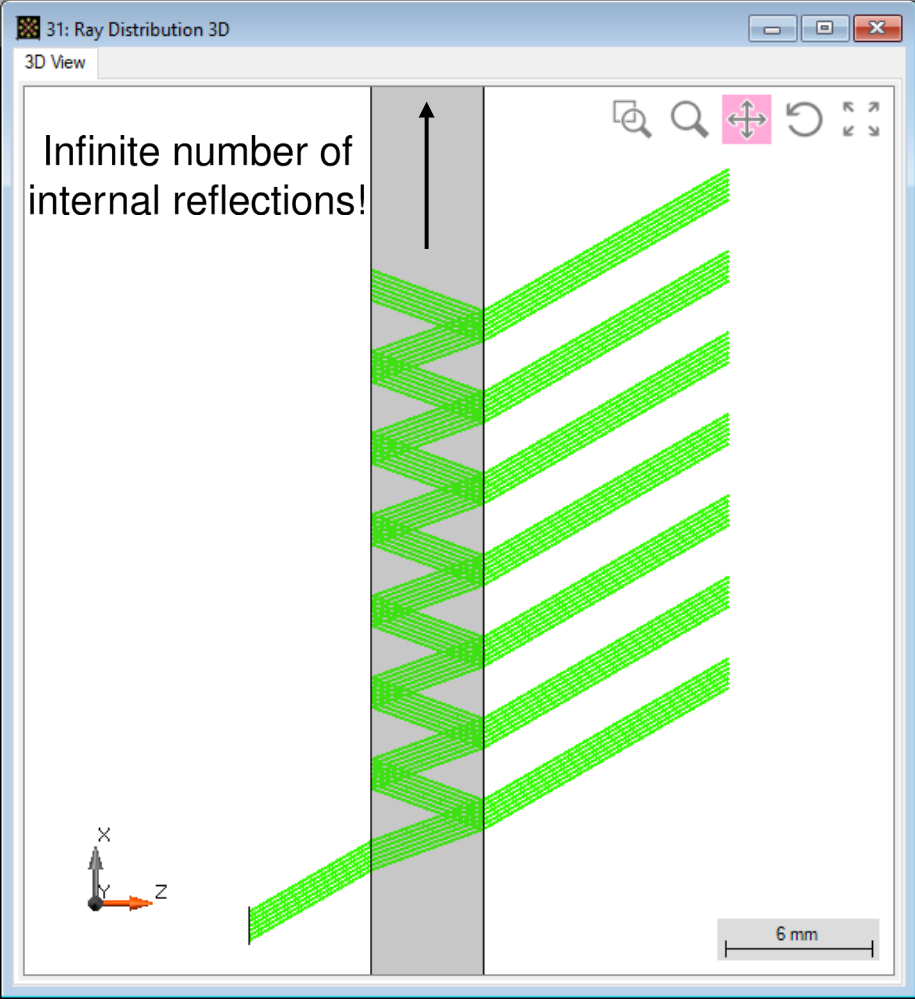 31: Ray Distribution 3D
3D View
Infinite number of
internal reflections!
X
Y
Z
6 mm